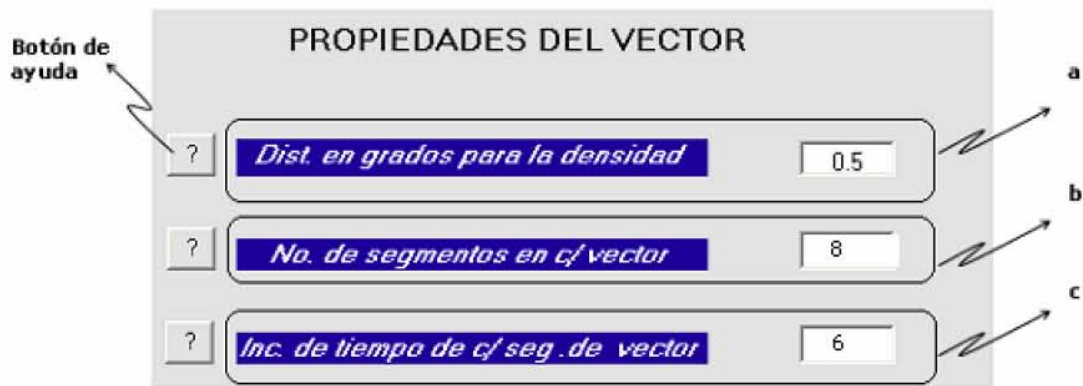 PROPIEDADES DEL VECTOR
Botón de
ayuda
a
? Dist. en grados para la densidad 0.5
b
? No. de segmentos en c/ vector 8
c
? Inc. de tiempo de c/ seg. de vector 6